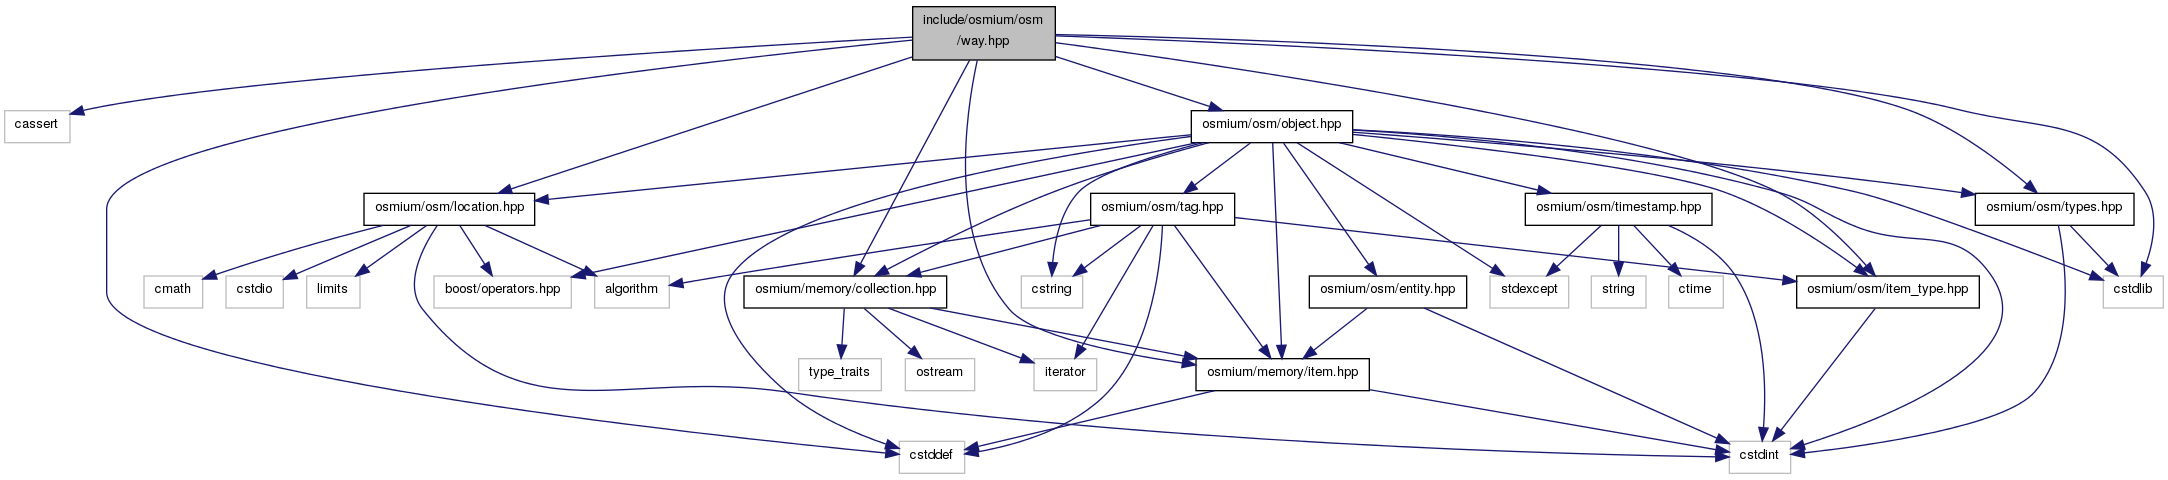 include/osmium/osm
/way.hpp
cassert
osmium/osm/object.hpp
osmium/osm/location.hpp
osmium/osm/tag.hpp
osmium/osm/timestamp.hpp
osmium/osm/types.hpp
cmath
cstdio
limits
boost/operators.hpp
algorithm
osmium/memory/collection.hpp
cstring
osmium/osm/entity.hpp
stdexcept
string
ctime
osmium/osm/item_type.hpp
cstdlib
type_traits
ostream
iterator
osmium/memory/item.hpp
cstddef
cstdint